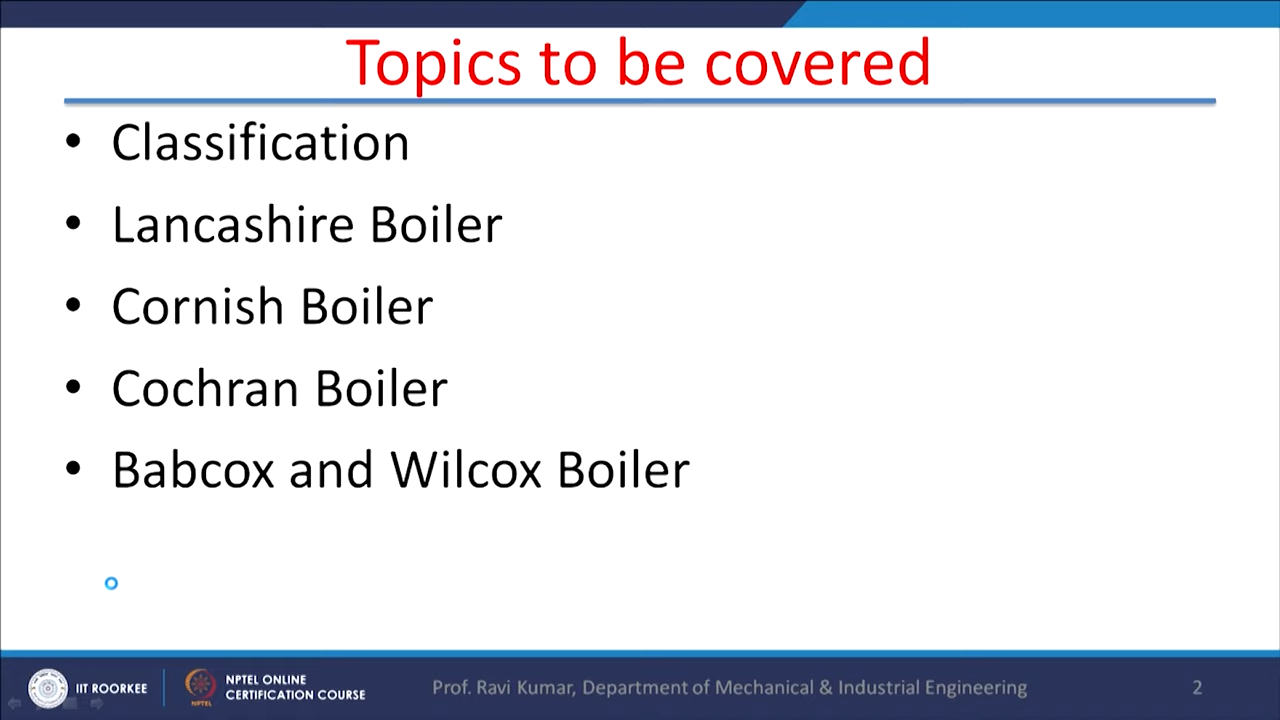 Topics to be covered
• Classification
• Lancashire Boiler
• Cornish Boiler
• Cochran Boiler
• Babcox and Wilcox Boiler
IIT ROORKEE
NPTEL
NPTEL ONLINE
CERTIFICATION COURSE
Prof. Ravi Kumar, Department of Mechanical & Industrial Engineering
2